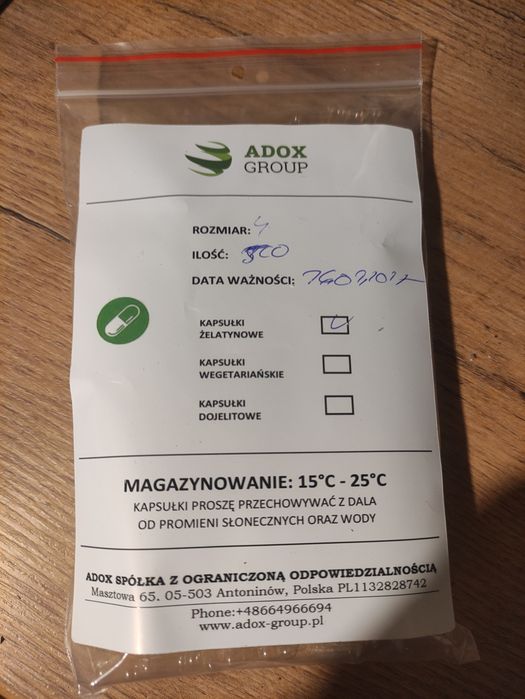 ADOX
GROUP
ROZMIAR: 4
ILOŚĆ:
DATA WAŻNOŚCI:
KAPSUŁKI
ŻELATYNOWE
KAPSUŁKI
WEGETARIAŃSKIE
KAPSUŁKI
DOJELITOWE
MAGAZYNOWANIE: 15°C - 25°C
KAPSUŁKI PROSZĘ PRZECHOWYWAĆ Z DALA
OD PROMIENI SŁONECZNYCH ORAZ WODY
ADOX SPÓŁKA Z OGRANICZONĄ ODPOWIEDZIALNOŚCIĄ
Masztowa 65, 05-503 Antoninów, Polska PL1132828742
Phone:+48664966694
www.adox-group.pl